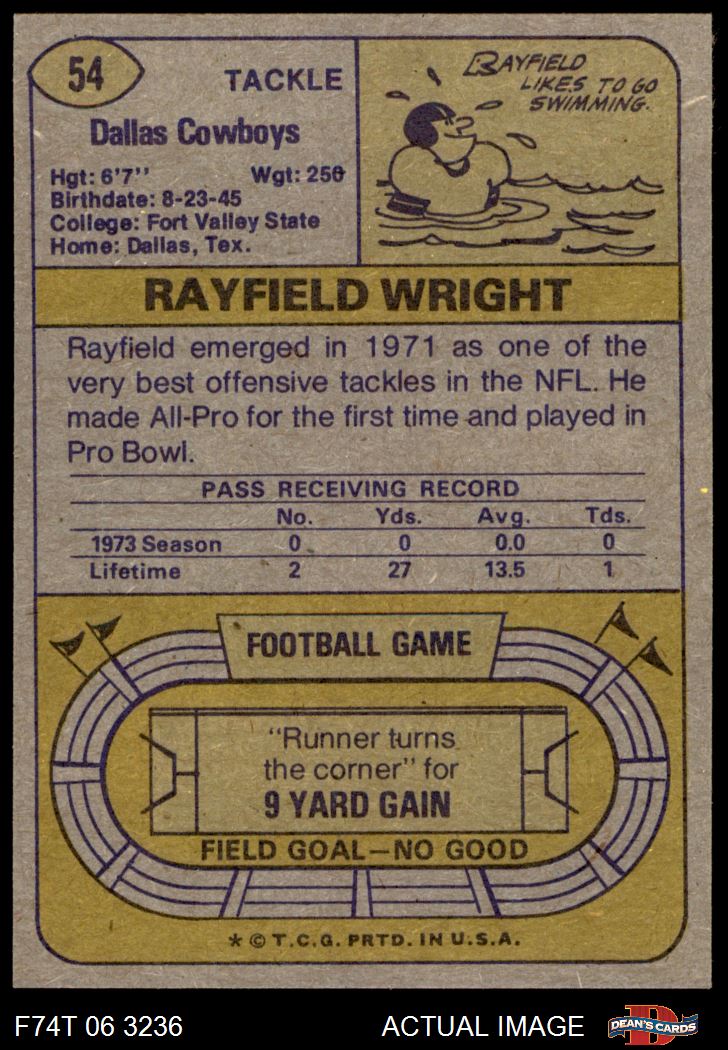 54
TACKLE
Dallas Cowboys
Hgt: 6'7" Wgt: 250
Birthdate: 8-23-45
College: Fort Valley State
Home: Dallas, Tex.
RAYFIELD
LIKES TO GO
SWIMMING.
RAYFIELD WRIGHT
Rayfield emerged in 1971 as one of the
very best offensive tackles in the NFL. He
made All-Pro for the first time and played in
Pro Bowl.
PASS RECEIVING RECORD
No. Yds. Avg. Tds.
1973 Season 0 0 0.0 0
Lifetime 2 27 13.5 1
FOOTBALL GAME
"Runner turns
the corner" for
9 YARD GAIN
FIELD GOAL—NO GOOD
* © T.C.G. PRTD. IN U.S.A.
F74T 06 3236 ACTUAL IMAGE
D
DEAN'S CARDS